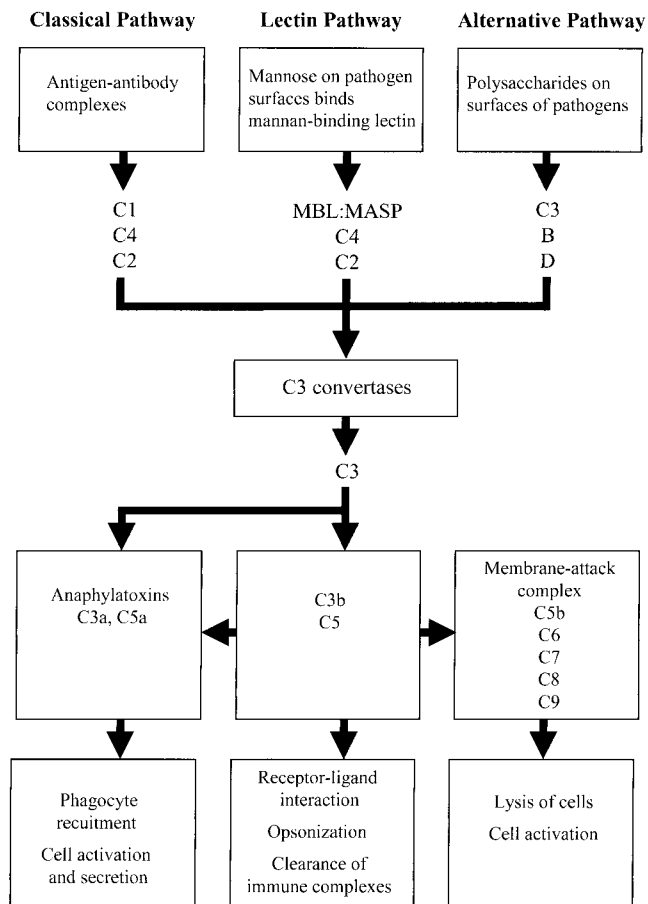 Classical Pathway
Lectin Pathway
Alternative Pathway
Antigen-antibody
complexes
Mannose on pathogen
surfaces binds
mannan-binding lectin
Polysaccharides on
surfaces of pathogens
C1
C4
C2
MBL:MASP
C4
C2
C3
B
D
C3 convertases
C3
Anaphylatoxins
C3a, C5a
C3b
C5
Membrane-attack
complex
C5b
C6
C7
C8
C9
Phagocyte
recuitment
Cell activation
and secretion
Receptor-ligand
interaction
Opsonization
Clearance of
immune complexes
Lysis of cells
Cell activation